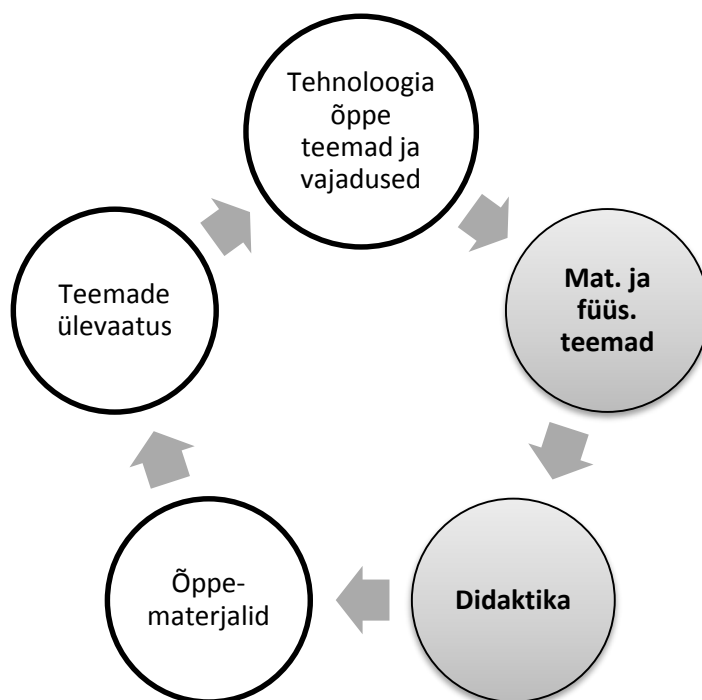 Tehnoloogia
õppe
teemad ja
vajadused
Mat. ja
füüs.
teemad
Didaktika
Õppe-
materjalid
Teemade
ülevaatus